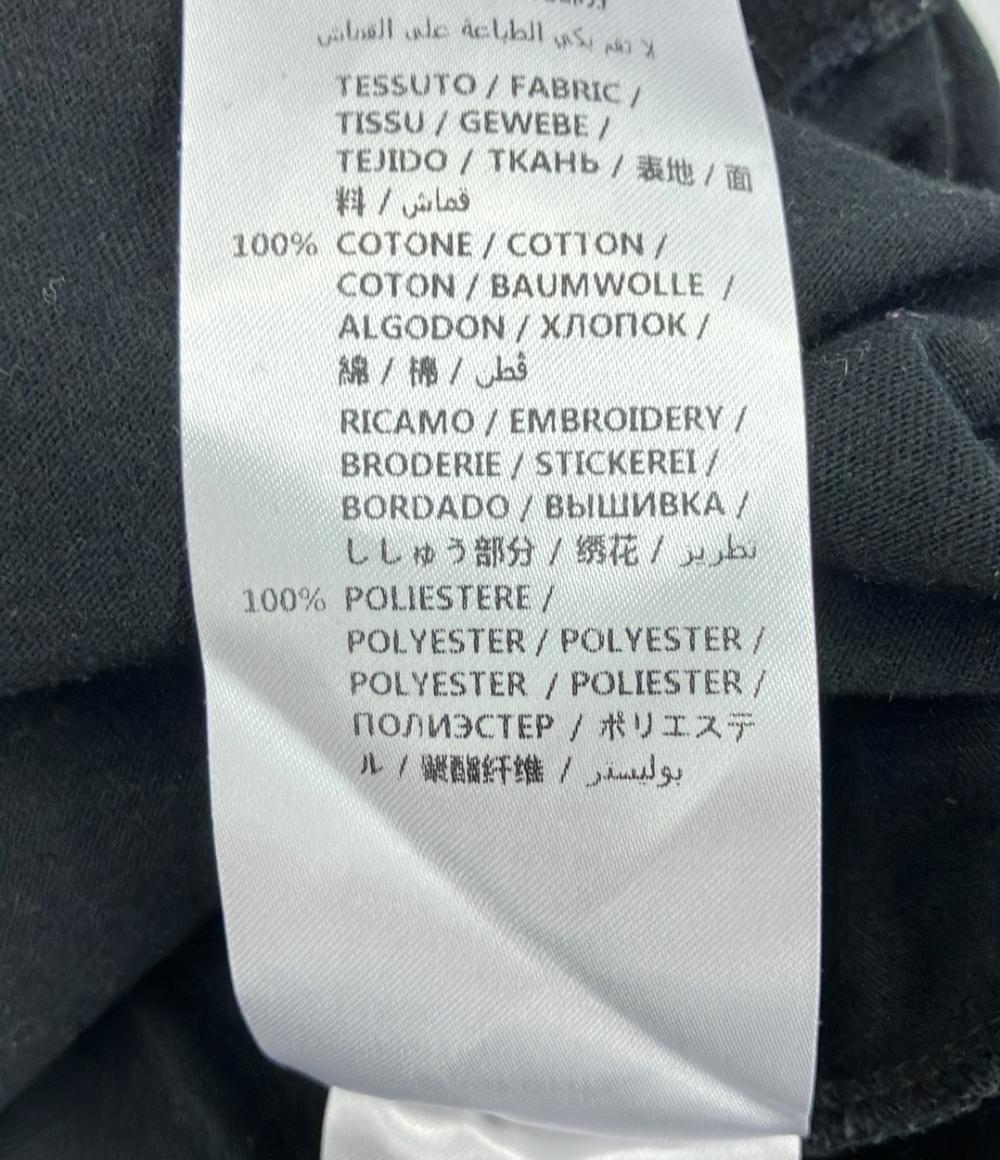 لا تقم بكي الطباعة على القماش
TESSUTO / FABRIC /
TISSU / GEWEBE /
TEJIDO / ТКАНЬ / 表地 / 面
料 / قماش
100% COTONE / COTTON /
COTON / BAUMWOLLE /
ALGODON / ХЛОПОК /
綿 / 棉 / قطن
RICAMO / EMBROIDERY /
BRODERIE / STICKEREI /
BORDADO / ВЫШИВКА /
ししゅう部分 / 绣花 / تطريز
100% POLIESTERE /
POLYESTER / POLYESTER /
POLYESTER / POLIESTER /
ПОЛИЭСТЕР / ポリエステ
ル / 聚酯纤维 / بوليستر